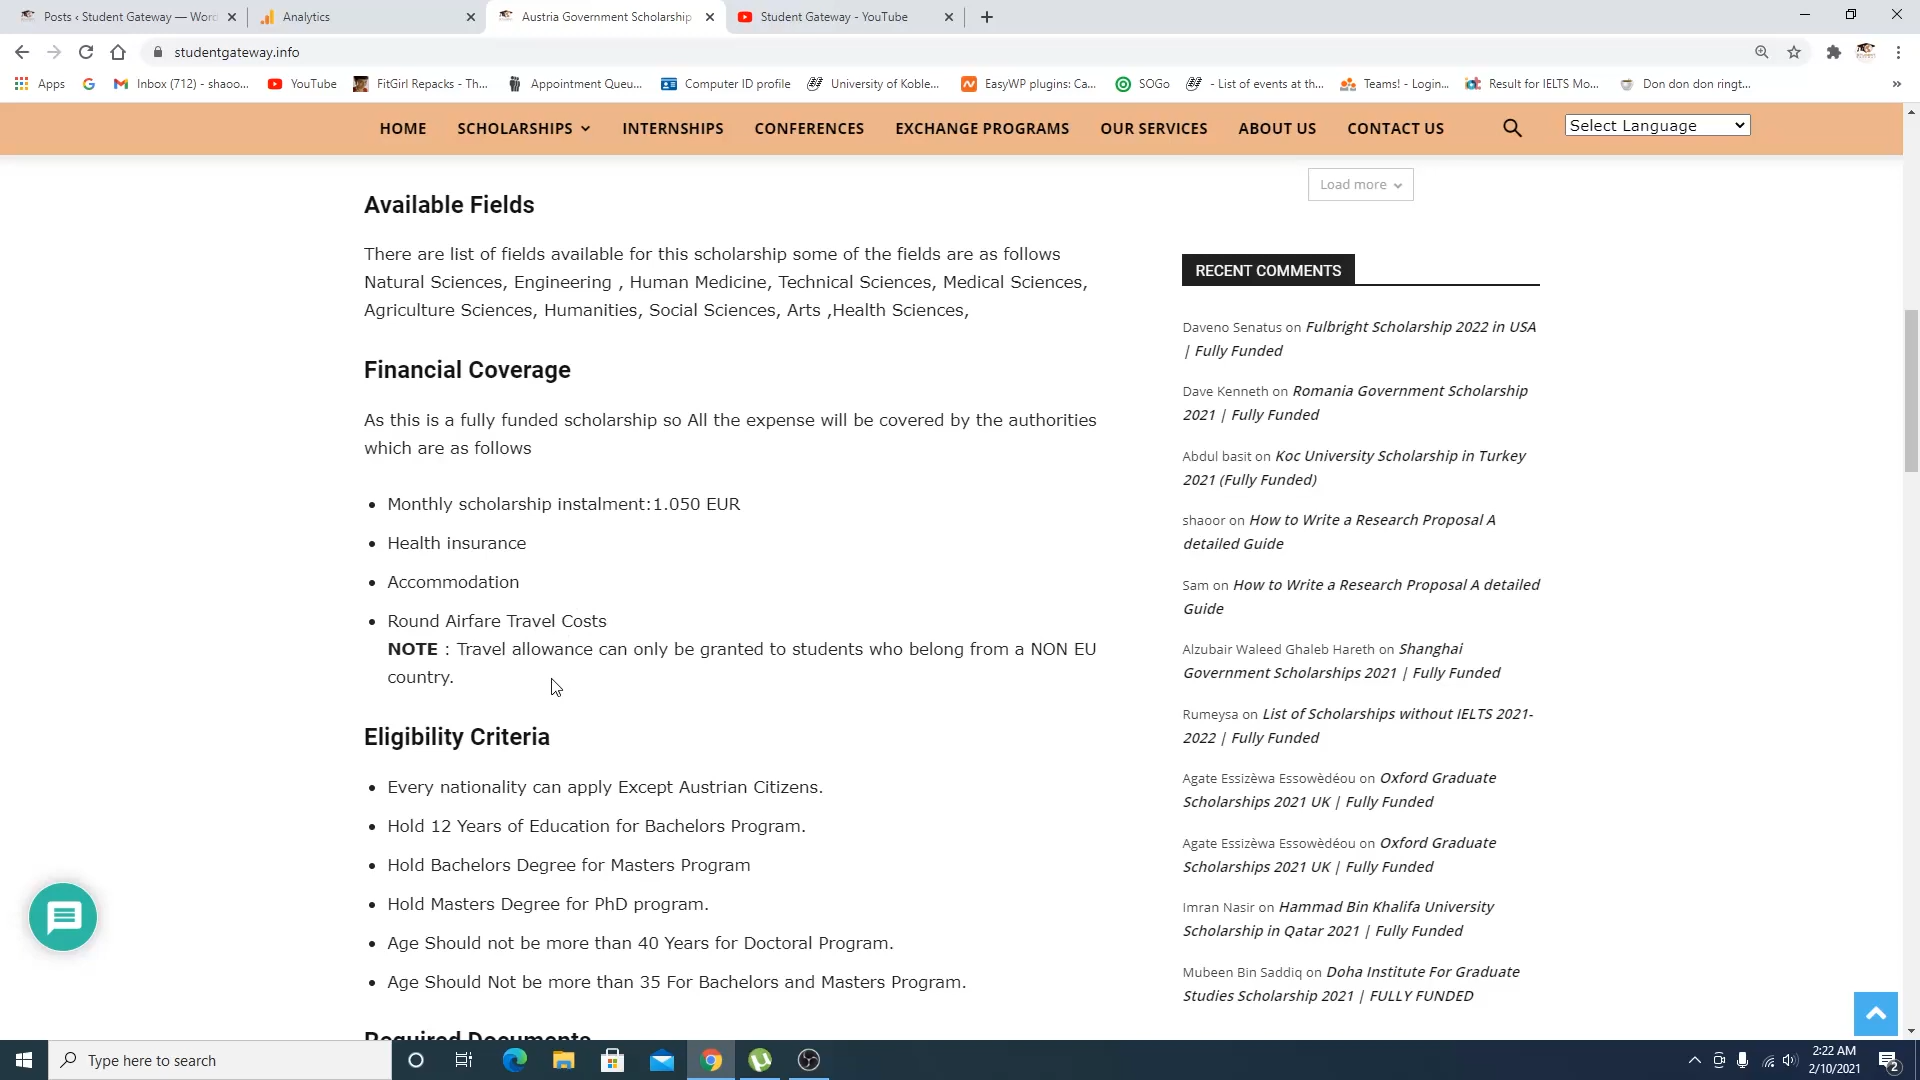 Posts ‹ Student Gateway — Word
Analytics
Austria Government Scholarship
Student Gateway - YouTube
studentgateway.info
Apps
Inbox (712) - shaoo...
YouTube
FitGirl Repacks - Th...
Appointment Queu...
Computer ID profile
University of Koble...
EasyWP plugins: Ca...
SOGo
- List of events at th...
Teams! - Login...
Result for IELTS Mo...
Don don don ringt...
»
HOME SCHOLARSHIPS INTERNSHIPS CONFERENCES EXCHANGE PROGRAMS OUR SERVICES ABOUT US CONTACT US
Select Language
Available Fields
There are list of fields available for this scholarship some of the fields are as follows
Natural Sciences, Engineering , Human Medicine, Technical Sciences, Medical Sciences,
Agriculture Sciences, Humanities, Social Sciences, Arts ,Health Sciences,
Financial Coverage
As this is a fully funded scholarship so All the expense will be covered by the authorities
which are as follows
• Monthly scholarship instalment:1.050 EUR
• Health insurance
• Accommodation
• Round Airfare Travel Costs
NOTE : Travel allowance can only be granted to students who belong from a NON EU
country.
Eligibility Criteria
• Every nationality can apply Except Austrian Citizens.
• Hold 12 Years of Education for Bachelors Program.
• Hold Bachelors Degree for Masters Program
• Hold Masters Degree for PhD program.
• Age Should not be more than 40 Years for Doctoral Program.
• Age Should Not be more than 35 For Bachelors and Masters Program.
Required Documents
Load more
RECENT COMMENTS
Daveno Senatus on Fulbright Scholarship 2022 in USA
| Fully Funded
Dave Kenneth on Romania Government Scholarship
2021 | Fully Funded
Abdul basit on Koc University Scholarship in Turkey
2021 (Fully Funded)
shaoor on How to Write a Research Proposal A
detailed Guide
Sam on How to Write a Research Proposal A detailed
Guide
Alzubair Waleed Ghaleb Hareth on Shanghai
Government Scholarships 2021 | Fully Funded
Rumeysa on List of Scholarships without IELTS 2021-
2022 | Fully Funded
Agate Essizèwa Essowèdéou on Oxford Graduate
Scholarships 2021 UK | Fully Funded
Agate Essizèwa Essowèdéou on Oxford Graduate
Scholarships 2021 UK | Fully Funded
Imran Nasir on Hammad Bin Khalifa University
Scholarship in Qatar 2021 | Fully Funded
Mubeen Bin Saddiq on Doha Institute For Graduate
Studies Scholarship 2021 | FULLY FUNDED
Type here to search
2:22 AM
2/10/2021
2